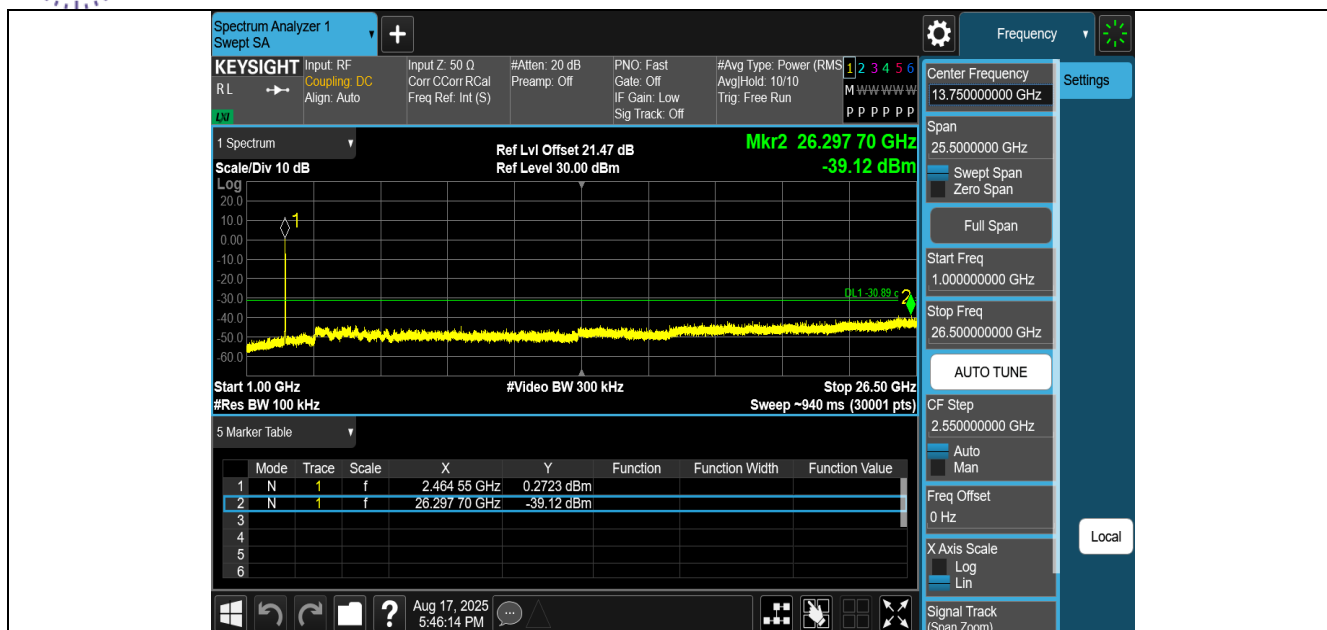 Spectrum Analyzer 1
Swept SA
+
Frequency
KEYSIGHT
RL
LXI
Input: RF
Coupling: DC
Align: Auto
Input Z: 50 Ω
Corr CCorr RCal
Freq Ref: Int (S)
#Atten: 20 dB
Preamp: Off
PNO: Fast
Gate: Off
IF Gain: Low
Sig Track: Off
#Avg Type: Power (RMS
Avg|Hold: 10/10
Trig: Free Run
1 2 3 4 5 6
M W W W W W
P P P P P P
1 Spectrum
Scale/Div 10 dB
Ref Lvl Offset 21.47 dB
Ref Level 30.00 dBm
Mkr2 26.297 70 GHz
-39.12 dBm
Log
20.0
10.0
0.00
-10.0
-20.0
-30.0
-40.0
-50.0
-60.0
1
DL1 -30.89 c
2
Start 1.00 GHz
#Video BW 300 kHz
Stop 26.50 GHz
#Res BW 100 kHz
Sweep ~940 ms (30001 pts)
5 Marker Table
Mode Trace Scale X Y Function Function Width Function Value
1 N 1 f 2.464 55 GHz 0.2723 dBm
2 N 1 f 26.297 70 GHz -39.12 dBm
3
4
5
6
?
Aug 17, 2025
5:46:14 PM
Center Frequency
13.750000000 GHz
Settings
Span
25.5000000 GHz
Swept Span
Zero Span
Full Span
Start Freq
1.000000000 GHz
Stop Freq
26.500000000 GHz
AUTO TUNE
CF Step
2.550000000 GHz
Auto
Man
Freq Offset
0 Hz
X Axis Scale
Log
Lin
Local
Signal Track
(Span Zoom)